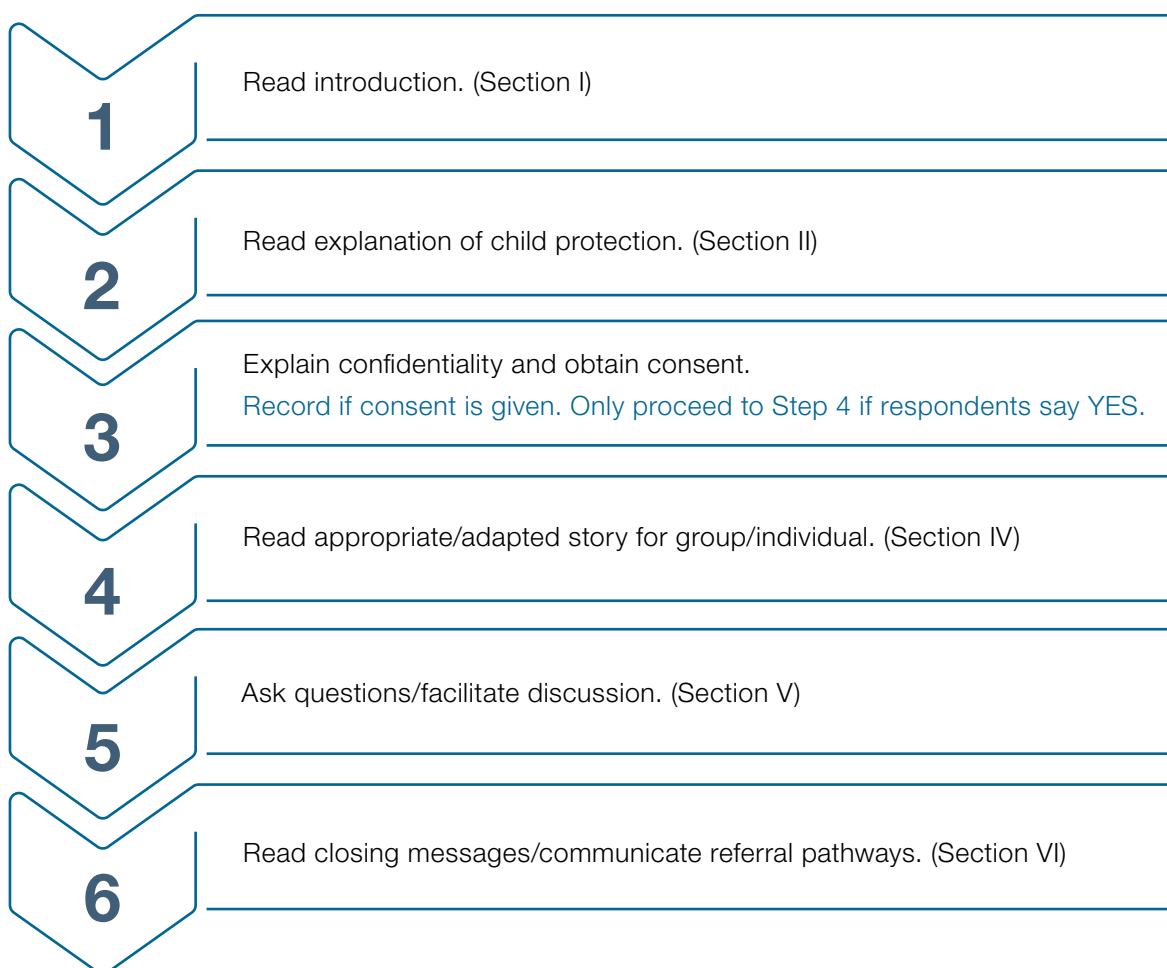 1
Read introduction. (Section I)
2
Read explanation of child protection. (Section II)
3
Explain confidentiality and obtain consent.
Record if consent is given. Only proceed to Step 4 if respondents say YES.
4
Read appropriate/adapted story for group/individual. (Section IV)
5
Ask questions/facilitate discussion. (Section V)
6
Read closing messages/communicate referral pathways. (Section VI)